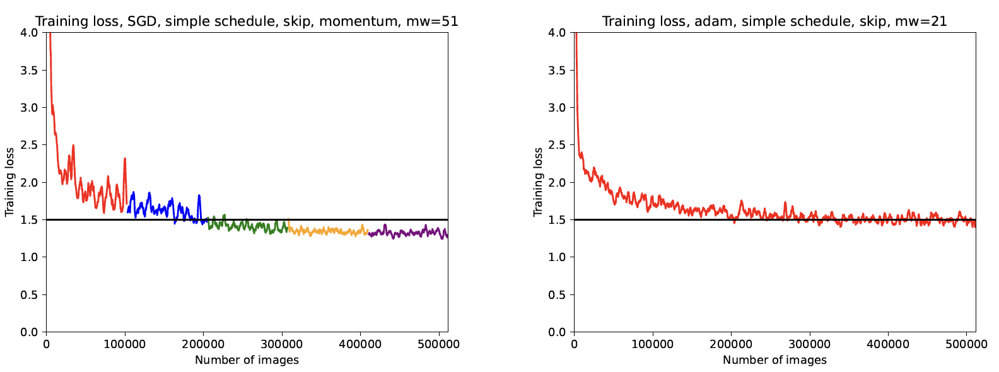 Training loss, SGD, simple schedule, skip, momentum, mw=51
4.0
3.5
3.0
2.5
2.0
1.5
1.0
0.5
0.0
Training loss
0 100000 200000 300000 400000 500000
Number of images
Training loss, adam, simple schedule, skip, mw=21
4.0
3.5
3.0
2.5
2.0
1.5
1.0
0.5
0.0
Training loss
0 100000 200000 300000 400000 500000
Number of images